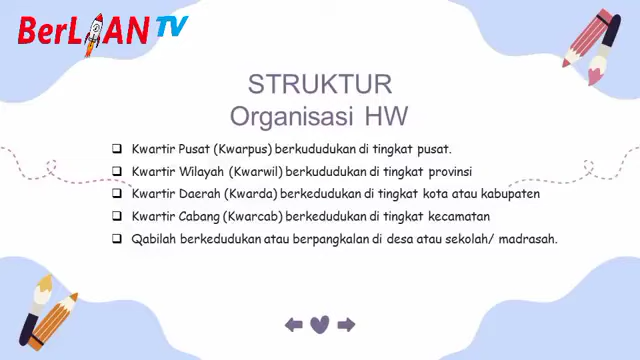 BerLIAN TV
STRUKTUR
Organisasi HW
❑ Kwartir Pusat (Kwarpus) berkududukan di tingkat pusat.
❑ Kwartir Wilayah (Kwarwil) berkududukan di tingkat provinsi
❑ Kwartir Daerah (Kwarda) berkedudukan di tingkat kota atau kabupaten
❑ Kwartir Cabang (Kwarcab) berkedudukan di tingkat kecamatan
❑ Qabilah berkedudukan atau berpangkalan di desa atau sekolah/ madrasah.